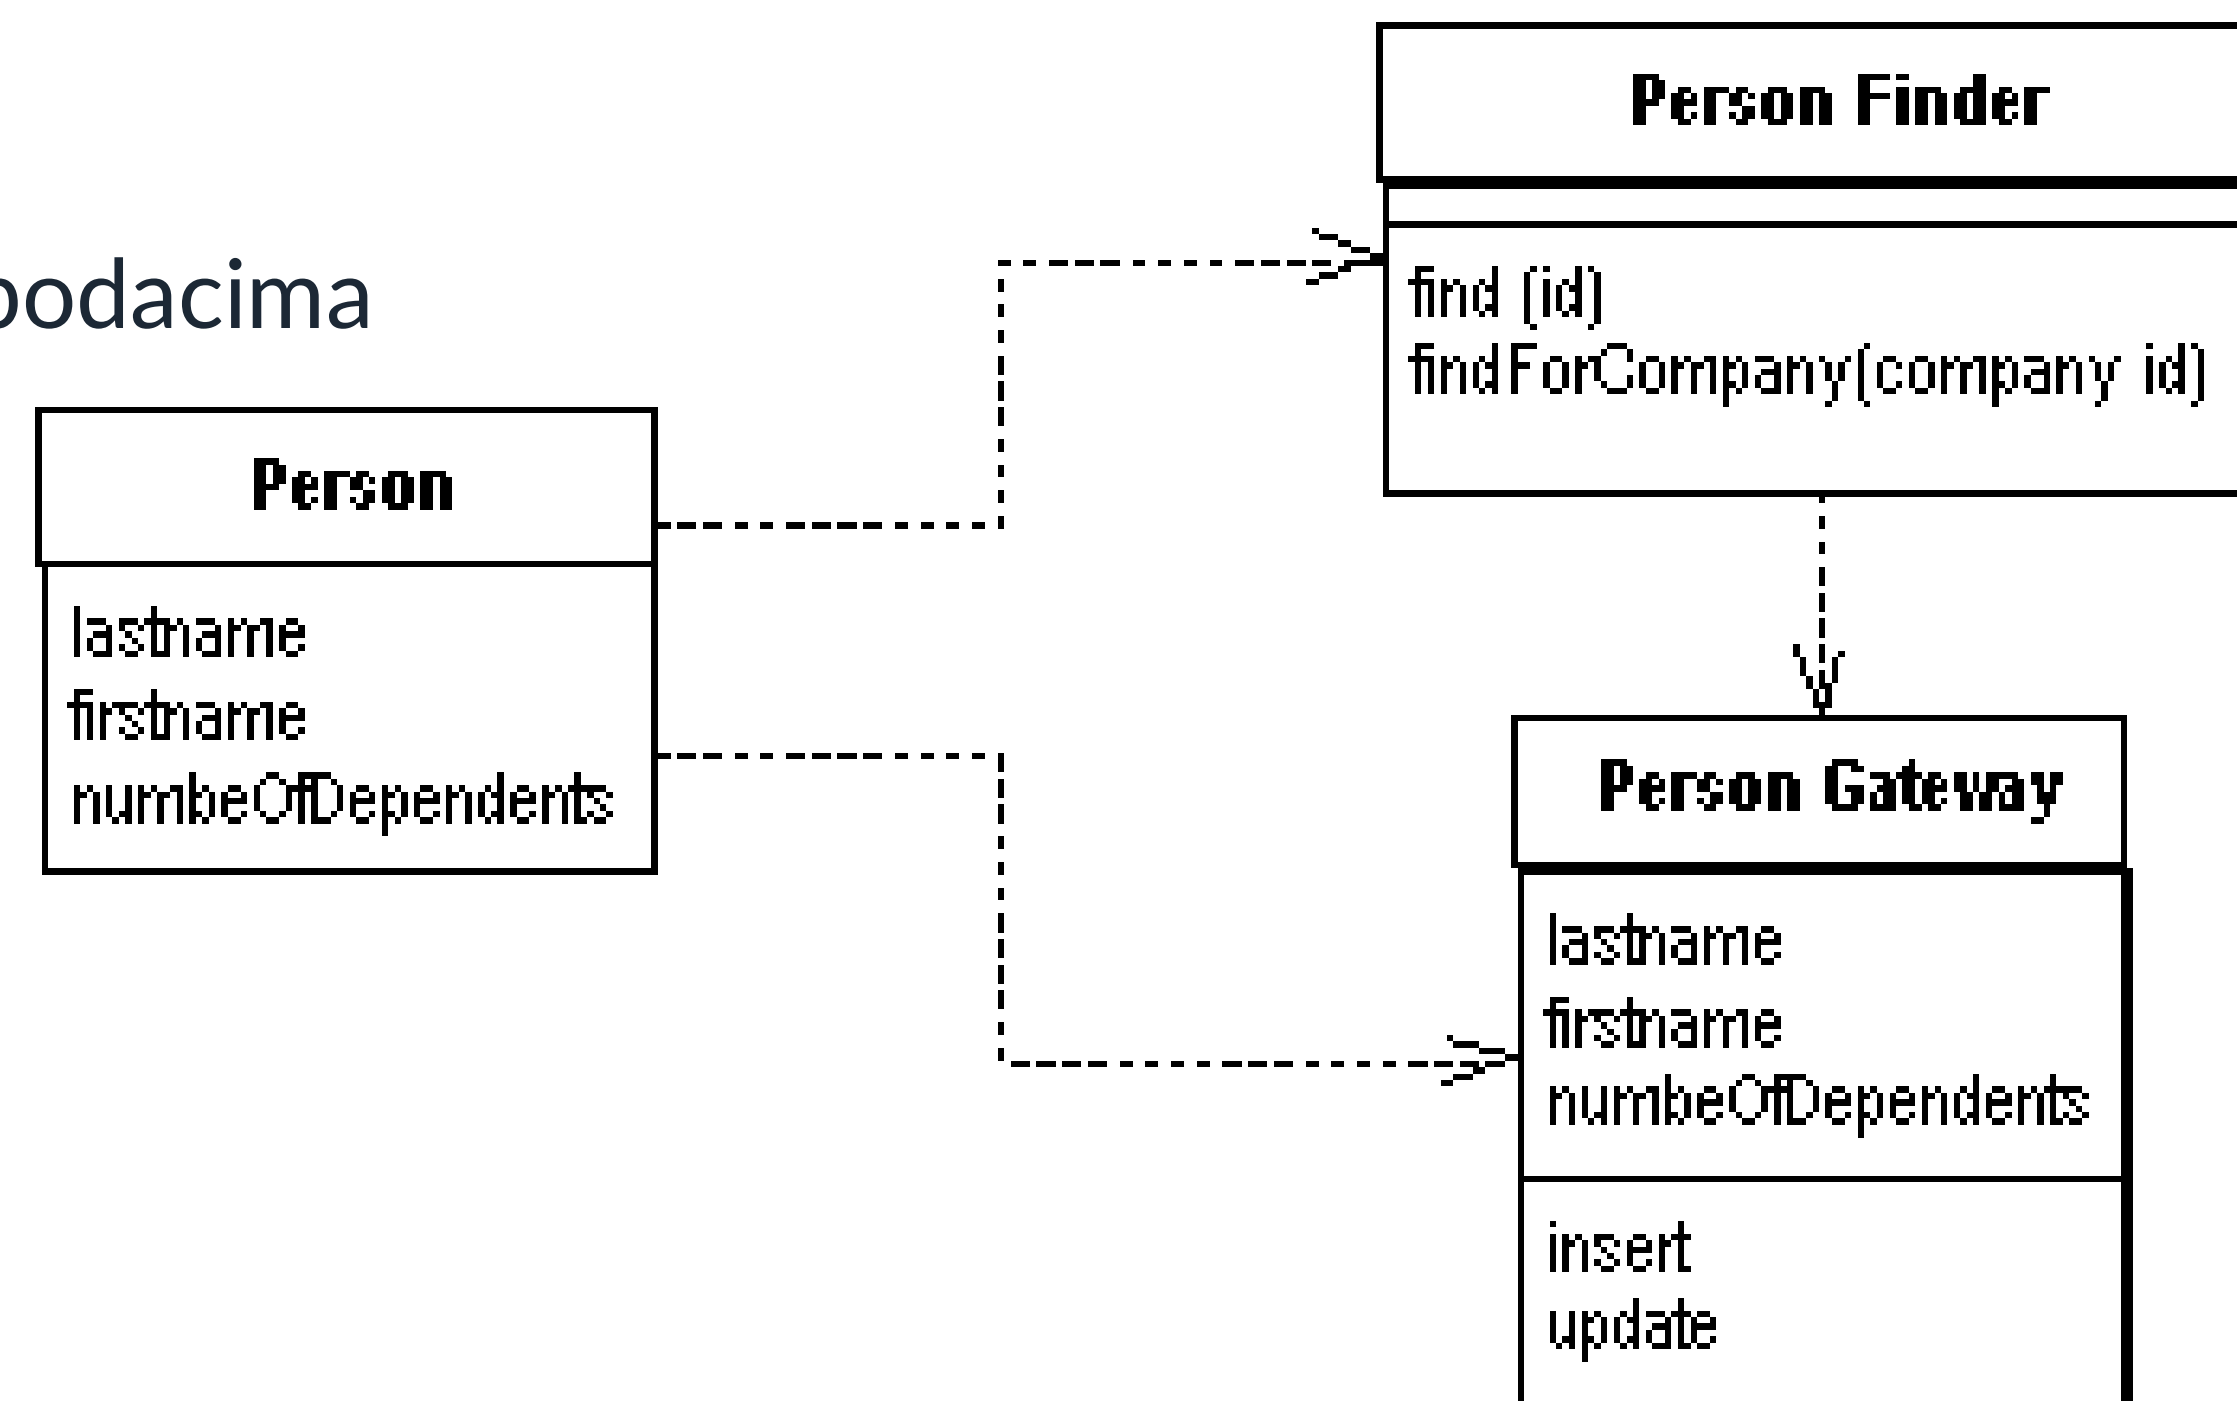 podacima
Person Finder
find (id)
findForCompany(company id)
Person
lastname
firstname
numbeOfDependents
Person Gateway
lastname
firstname
numbeOfDependents
insert
update